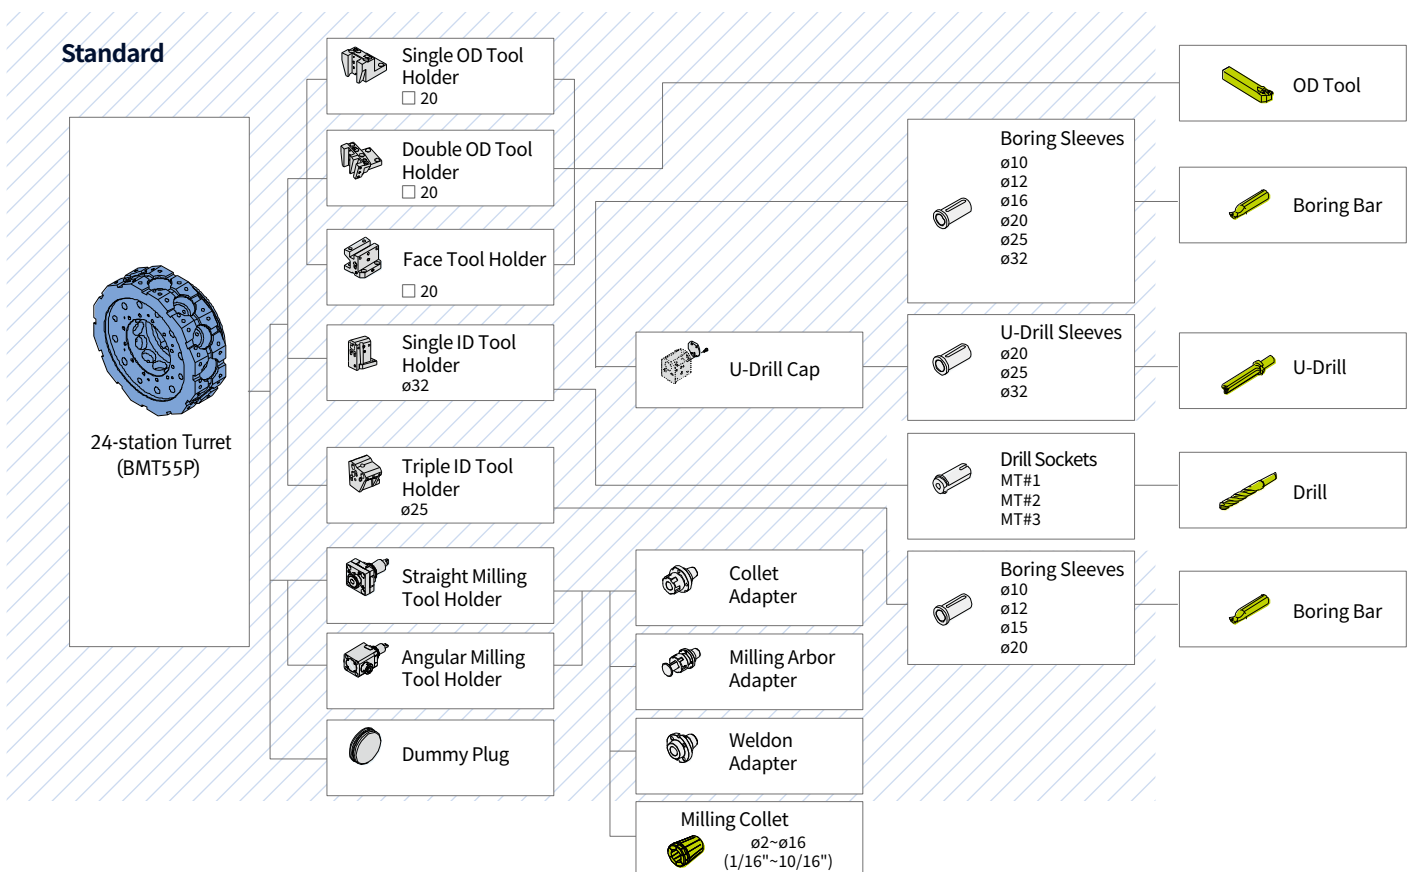 Standard
24-station Turret
(BMT55P)
Single OD Tool
Holder
□ 20
Double OD Tool
Holder
□ 20
Face Tool Holder
□ 20
Single ID Tool
Holder
ø32
Triple ID Tool
Holder
ø25
Straight Milling
Tool Holder
Angular Milling
Tool Holder
Dummy Plug
U-Drill Cap
Collet
Adapter
Milling Arbor
Adapter
Weldon
Adapter
Milling Collet
ø2~ø16
(1/16"~10/16")
Boring Sleeves
ø10
ø12
ø16
ø20
ø25
ø32
U-Drill Sleeves
ø20
ø25
ø32
Drill Sockets
MT#1
MT#2
MT#3
Boring Sleeves
ø10
ø12
ø15
ø20
OD Tool
Boring Bar
U-Drill
Drill
Boring Bar